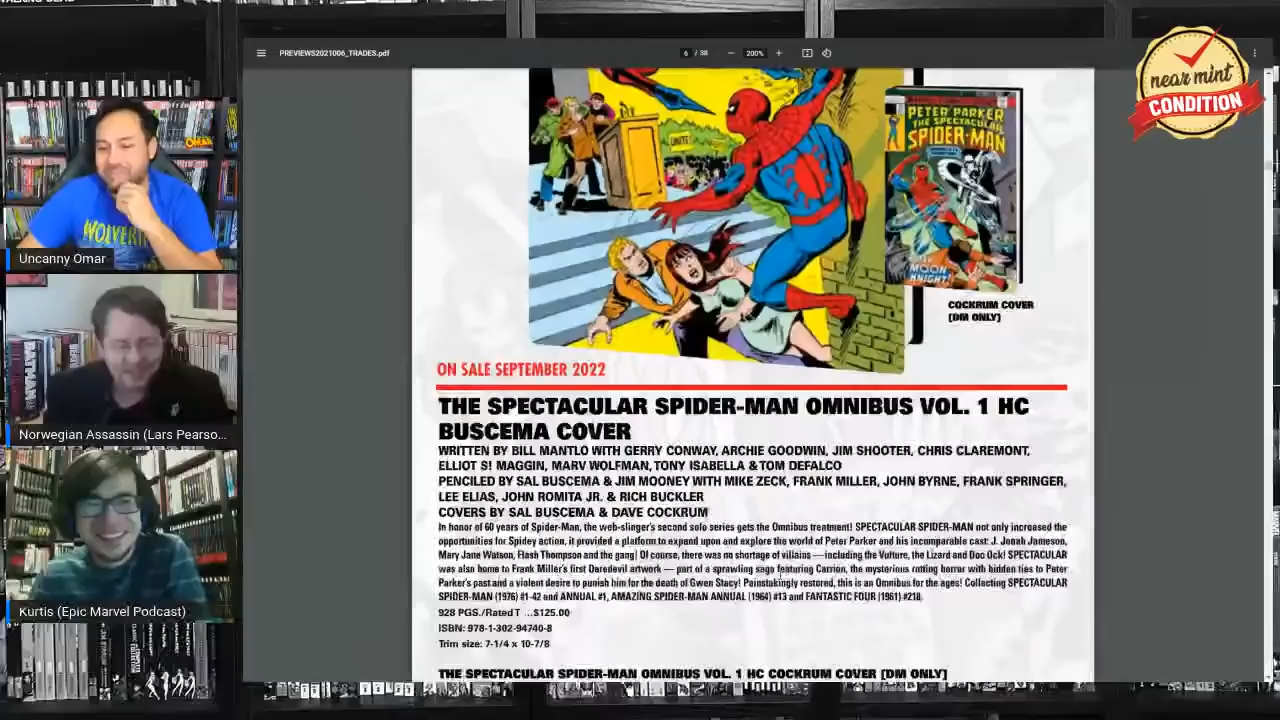 PREVIEWS2021006_TRADES.pdf
6 / 38
200%
near mint
CONDITION
UNITE
PETER PARKER
THE SPECTACULAR
SPIDER-MAN
MOON
KNIGHT!
WOLVERIN
OMAR
Uncanny Omar
Norwegian Assassin (Lars Pearso...
Kurtis (Epic Marvel Podcast)
COCKRUM COVER
[DM ONLY]
ON SALE SEPTEMBER 2022
THE SPECTACULAR SPIDER-MAN OMNIBUS VOL. 1 HC
BUSCEMA COVER
WRITTEN BY BILL MANTLO WITH GERRY CONWAY, ARCHIE GOODWIN, JIM SHOOTER, CHRIS CLAREMONT,
ELLIOT S! MAGGIN, MARV WOLFMAN, TONY ISABELLA & TOM DEFALCO
PENCILED BY SAL BUSCEMA & JIM MOONEY WITH MIKE ZECK, FRANK MILLER, JOHN BYRNE, FRANK SPRINGER,
LEE ELIAS, JOHN ROMITA JR. & RICH BUCKLER
COVERS BY SAL BUSCEMA & DAVE COCKRUM
In honor of 60 years of Spider-Man, the web-slinger's second solo series gets the Omnibus treatment! SPECTACULAR SPIDER-MAN not only increased the
opportunities for Spidey action, it provided a platform to expand upon and explore the world of Peter Parker and his incomparable cast: J. Jonah Jameson,
Mary Jane Watson, Flash Thompson and the gang! Of course, there was no shortage of villains — including the Vulture, the Lizard and Doc Ock! SPECTACULAR
was also home to Frank Miller's first Daredevil artwork — part of a sprawling saga featuring Carrion, the mysterious rotting horror with hidden ties to Peter
Parker's past and a violent desire to punish him for the death of Gwen Stacy! Painstakingly restored, this is an Omnibus for the ages! Collecting SPECTACULAR
SPIDER-MAN (1976) #1-42 and ANNUAL #1, AMAZING SPIDER-MAN ANNUAL (1964) #13 and FANTASTIC FOUR (1961) #218.
928 PGS./Rated T ...$125.00
ISBN: 978-1-302-94740-8
Trim size: 7-1/4 x 10-7/8
THE SPECTACULAR SPIDER-MAN OMNIBUS VOL. 1 HC COCKRUM COVER [DM ONLY]